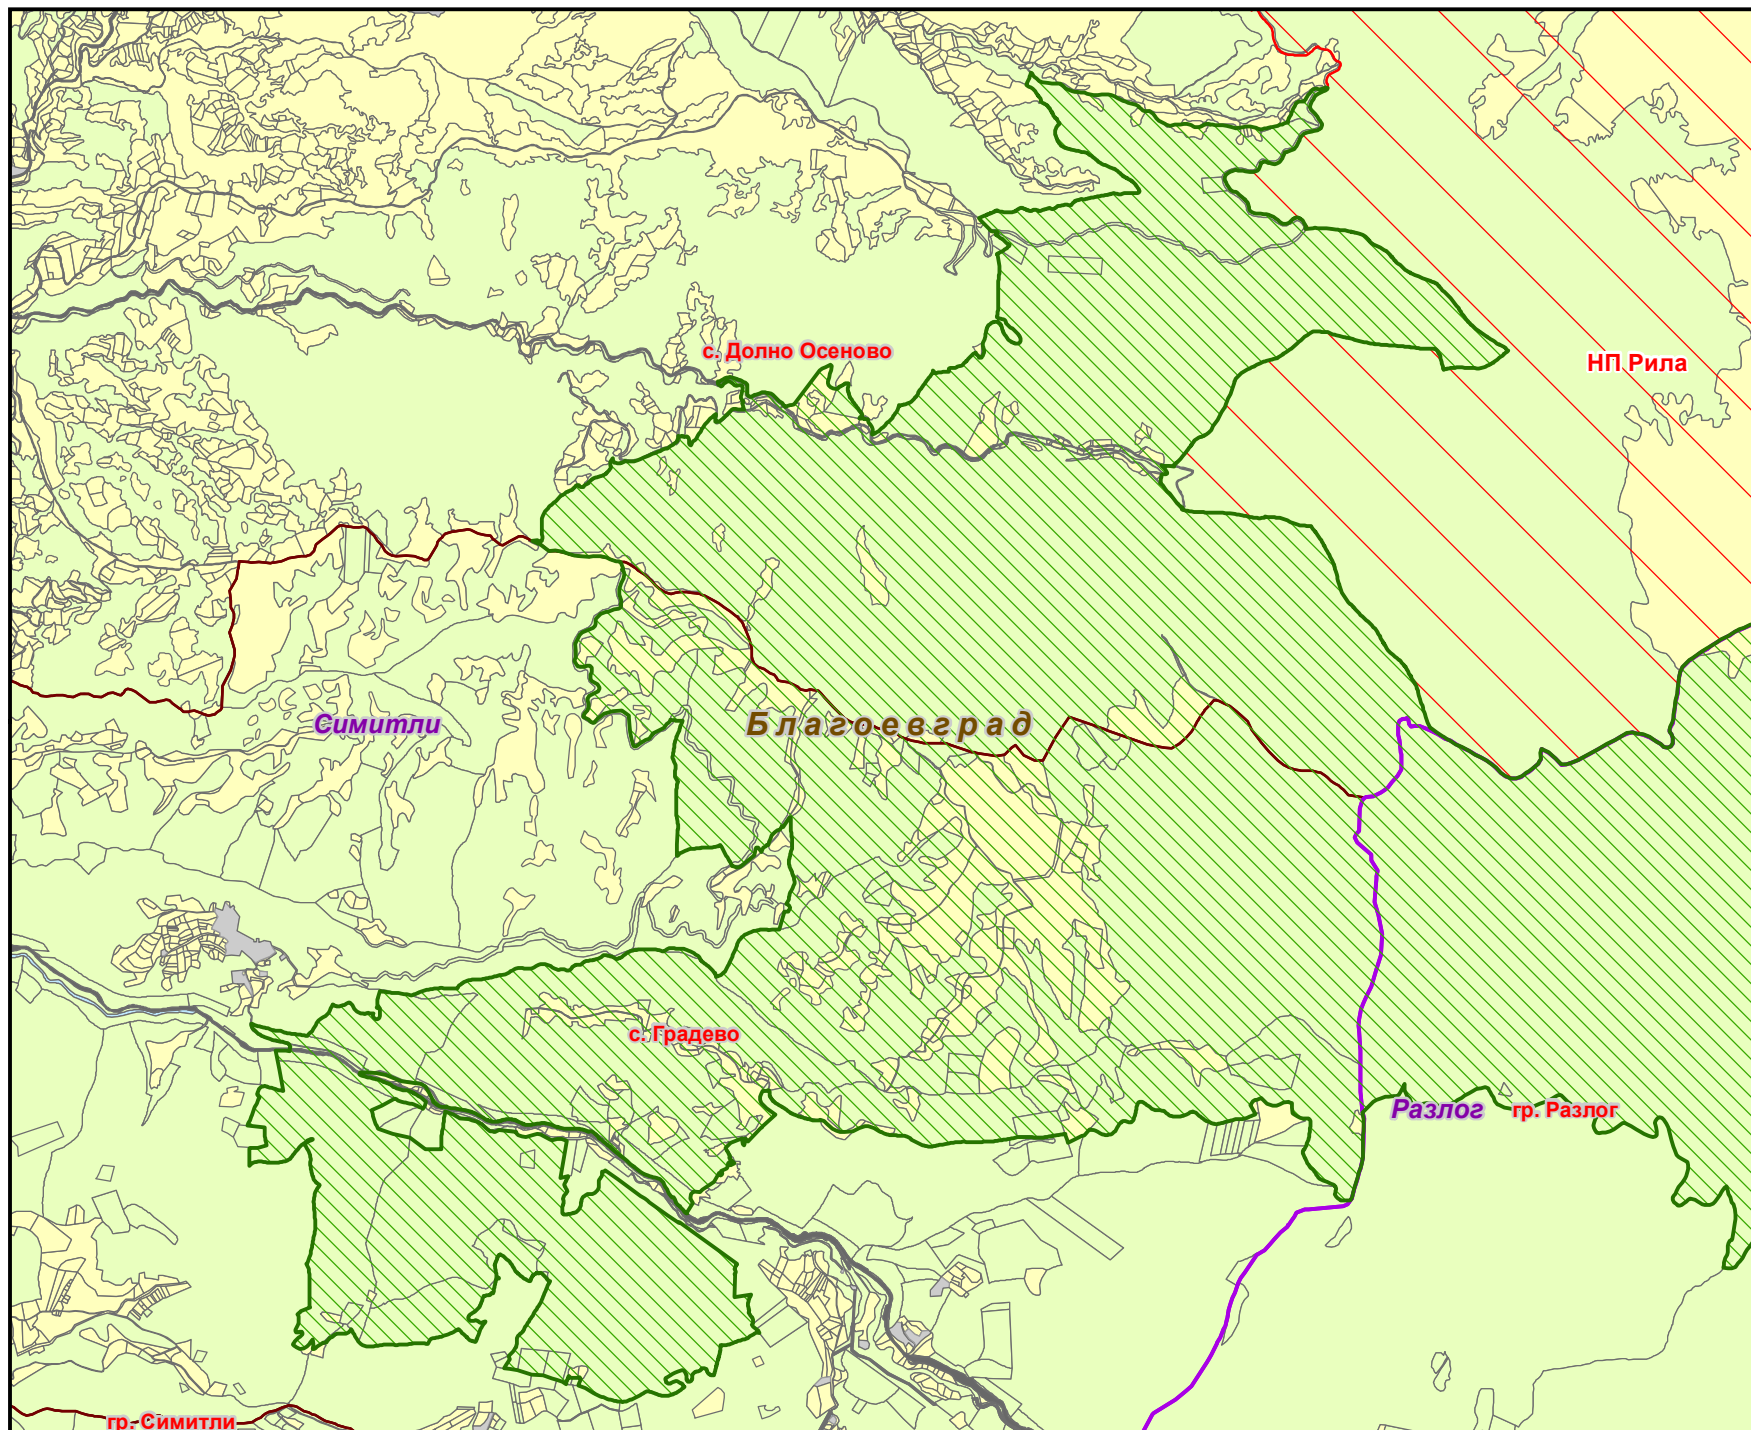 с. Долно Осеново
НП Рила
Симитли
Благоевград
с. Градево
Разлог
гр. Разлог
гр. Симитли